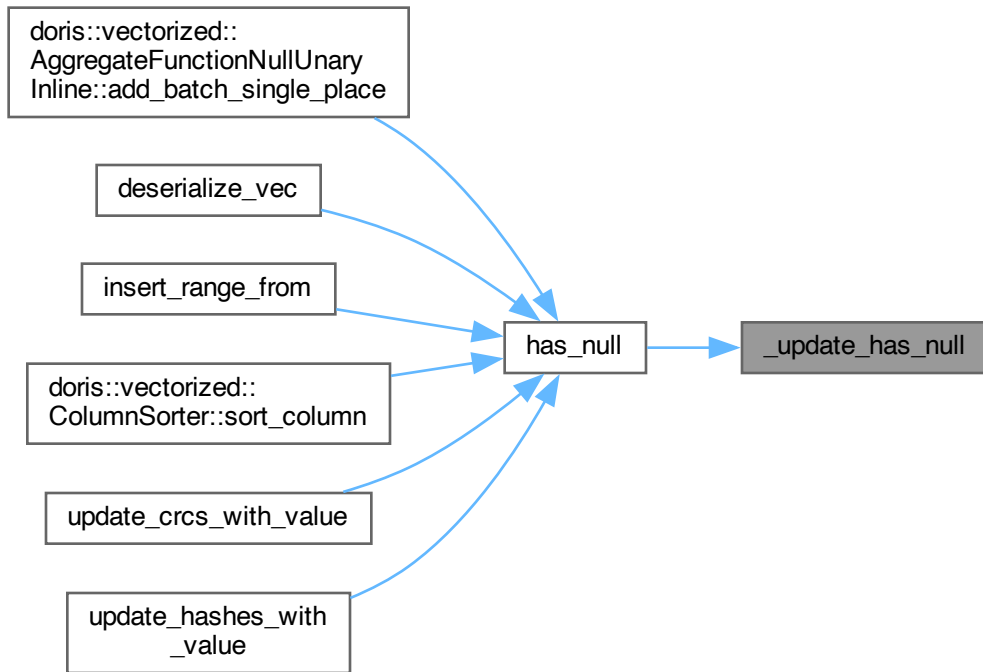 doris::vectorized::
AggregateFunctionNullUnary
Inline::add_batch_single_place
deserialize_vec
insert_range_from
has_null
_update_has_null
doris::vectorized::
ColumnSorter::sort_column
update_crcs_with_value
update_hashes_with
_value